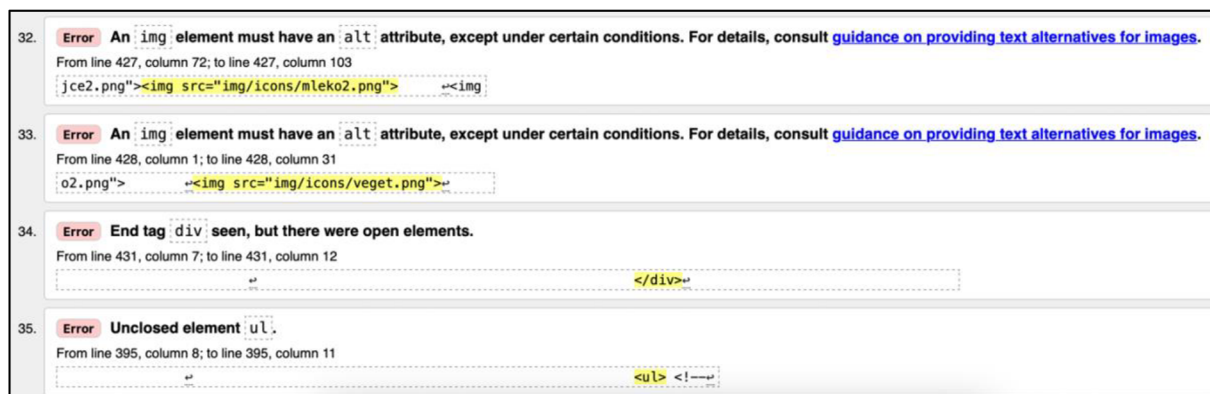 32. Error An img element must have an alt attribute, except under certain conditions. For details, consult guidance on providing text alternatives for images.
From line 427, column 72; to line 427, column 103
jce2.png"><img src="img/icons/mleko2.png"> ↩<img
33. Error An img element must have an alt attribute, except under certain conditions. For details, consult guidance on providing text alternatives for images.
From line 428, column 1; to line 428, column 31
o2.png"> ↩<img src="img/icons/veget.png">↩
34. Error End tag div seen, but there were open elements.
From line 431, column 7; to line 431, column 12
↩ </div>↩
35. Error Unclosed element ul.
From line 395, column 8; to line 395, column 11
↩ <ul> <!--↩